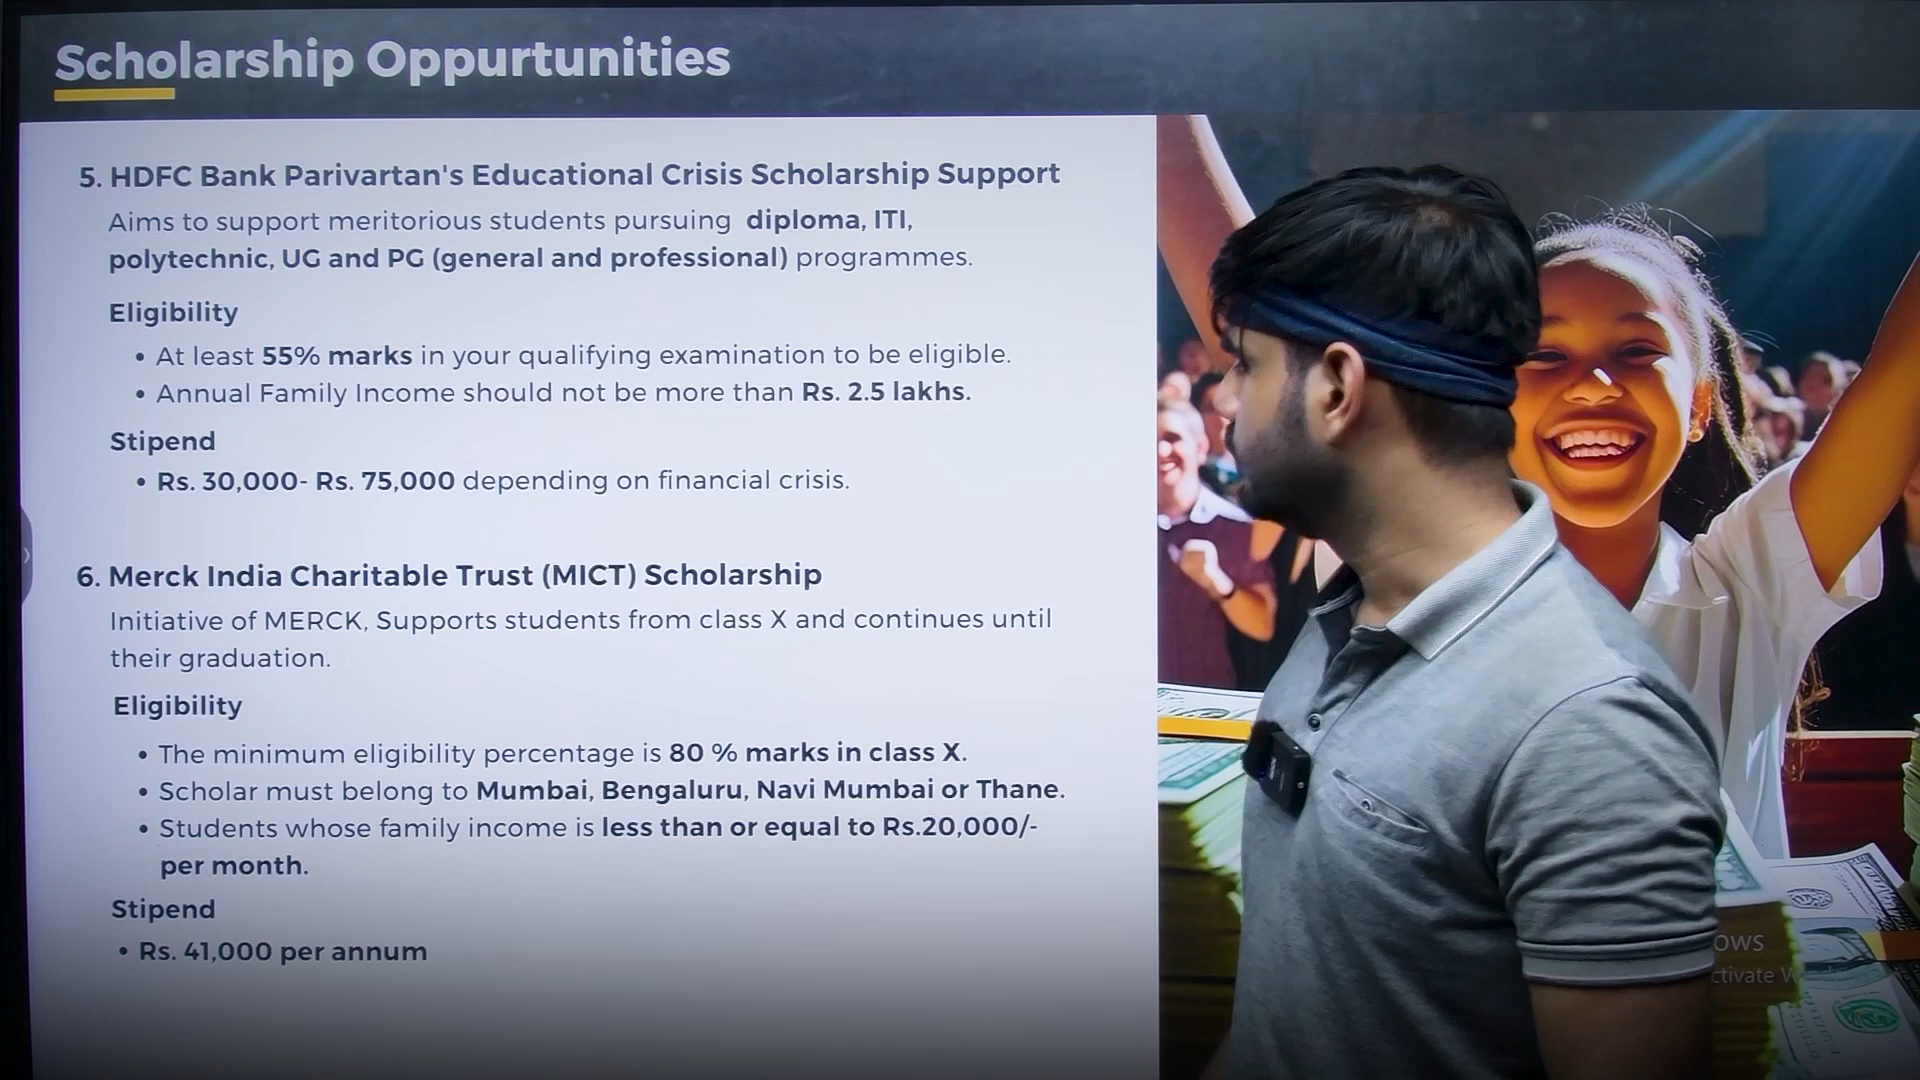 Scholarship Oppurtunities
5. HDFC Bank Parivartan's Educational Crisis Scholarship Support
Aims to support meritorious students pursuing diploma, ITI,
polytechnic, UG and PG (general and professional) programmes.
Eligibility
• At least 55% marks in your qualifying examination to be eligible.
• Annual Family Income should not be more than Rs. 2.5 lakhs.
Stipend
• Rs. 30,000- Rs. 75,000 depending on financial crisis.
6. Merck India Charitable Trust (MICT) Scholarship
Initiative of MERCK, Supports students from class X and continues until
their graduation.
Eligibility
• The minimum eligibility percentage is 80 % marks in class X.
• Scholar must belong to Mumbai, Bengaluru, Navi Mumbai or Thane.
• Students whose family income is less than or equal to Rs.20,000/-
per month.
Stipend
• Rs. 41,000 per annum